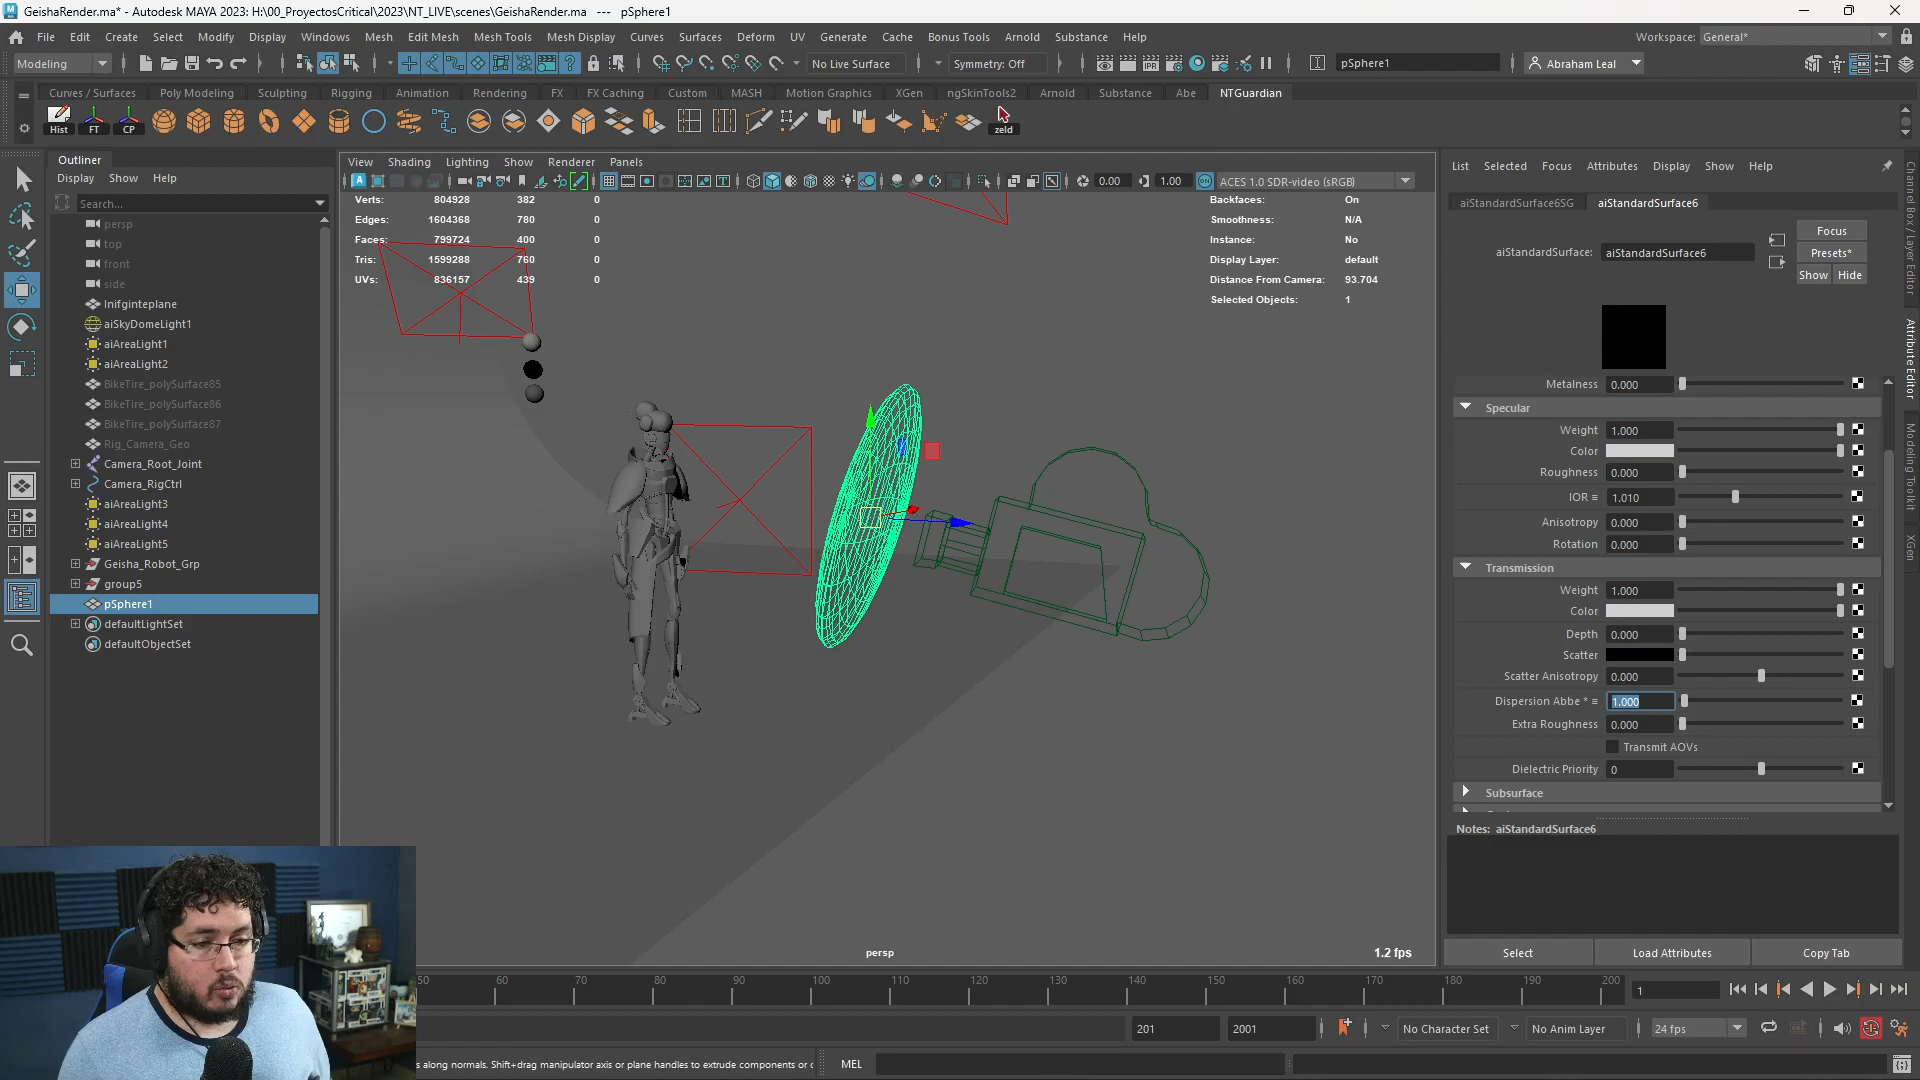 GeishaRender.ma* - Autodesk MAYA 2023: H:\00_ProyectosCritical\2023\NT_LIVE\scenes\GeishaRender.ma --- pSphere1
File Edit Create Select Modify Display Windows Mesh Edit Mesh Mesh Tools Mesh Display Curves Surfaces Deform UV Generate Cache Bonus Tools Arnold Substance Help
Workspace: General*
Modeling
No Live Surface
Symmetry: Off
pSphere1
Abraham Leal
Curves / Surfaces Poly Modeling Sculpting Rigging Animation Rendering FX FX Caching Custom MASH Motion Graphics XGen ngSkinTools2 Arnold Substance Abe NTGuardian
Hist FT CP zeld
Outliner
Display Show Help
Search...
persp
top
front
side
Inifginteplane
aiSkyDomeLight1
aiAreaLight1
aiAreaLight2
BikeTire_polySurface85
BikeTire_polySurface86
BikeTire_polySurface87
Rig_Camera_Geo
Camera_Root_Joint
Camera_RigCtrl
aiAreaLight3
aiAreaLight4
aiAreaLight5
Geisha_Robot_Grp
group5
pSphere1
defaultLightSet
defaultObjectSet
View Shading Lighting Show Renderer Panels
0.00 1.00 ACES 1.0 SDR-video (sRGB)
Verts: 804928 382 0
Edges: 1604368 780 0
Faces: 799724 400 0
Tris: 1599288 760 0
UVs: 836157 439 0
Backfaces: On
Smoothness: N/A
Instance: No
Display Layer: default
Distance From Camera: 93.704
Selected Objects: 1
persp
1.2 fps
List Selected Focus Attributes Display Show Help
aiStandardSurface6SG aiStandardSurface6
Focus
aiStandardSurface: aiStandardSurface6
Presets*
Show Hide
Metalness 0.000
Specular
Weight 1.000
Color
Roughness 0.000
IOR 1.010
Anisotropy 0.000
Rotation 0.000
Transmission
Weight 1.000
Color
Depth 0.000
Scatter
Scatter Anisotropy 0.000
Dispersion Abbe * 1.000
Extra Roughness 0.000
Transmit AOVs
Dielectric Priority 0
Subsurface
Notes: aiStandardSurface6
Select Load Attributes Copy Tab
Channel Box / Layer Editor
Attribute Editor
Modeling Toolkit
XGen
50 60 70 80 90 100 110 120 130 140 150 160 170 180 190 200
1
201 2001 No Character Set No Anim Layer 24 fps
s along normals. Shift+drag manipulator axis or plane handles to extrude components or c
MEL